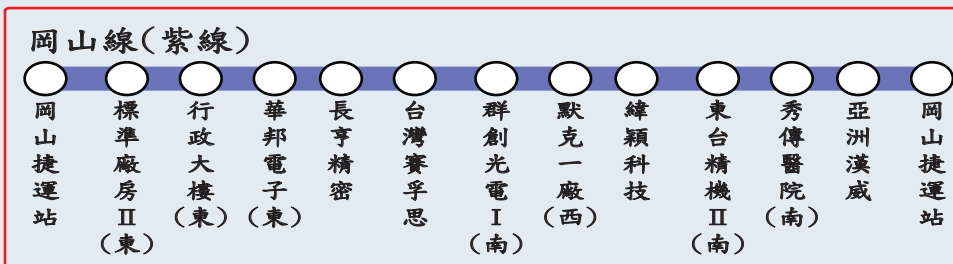 岡山線(紫線)
岡山捷運站
標準廠房II(東)
行政大樓(東)
華邦電子(東)
長亨精密
台灣賽孚思
群創光電I(南)
默克一廠(西)
緯穎科技
東台精機II(南)
秀傳醫院(南)
亞洲漢威
岡山捷運站